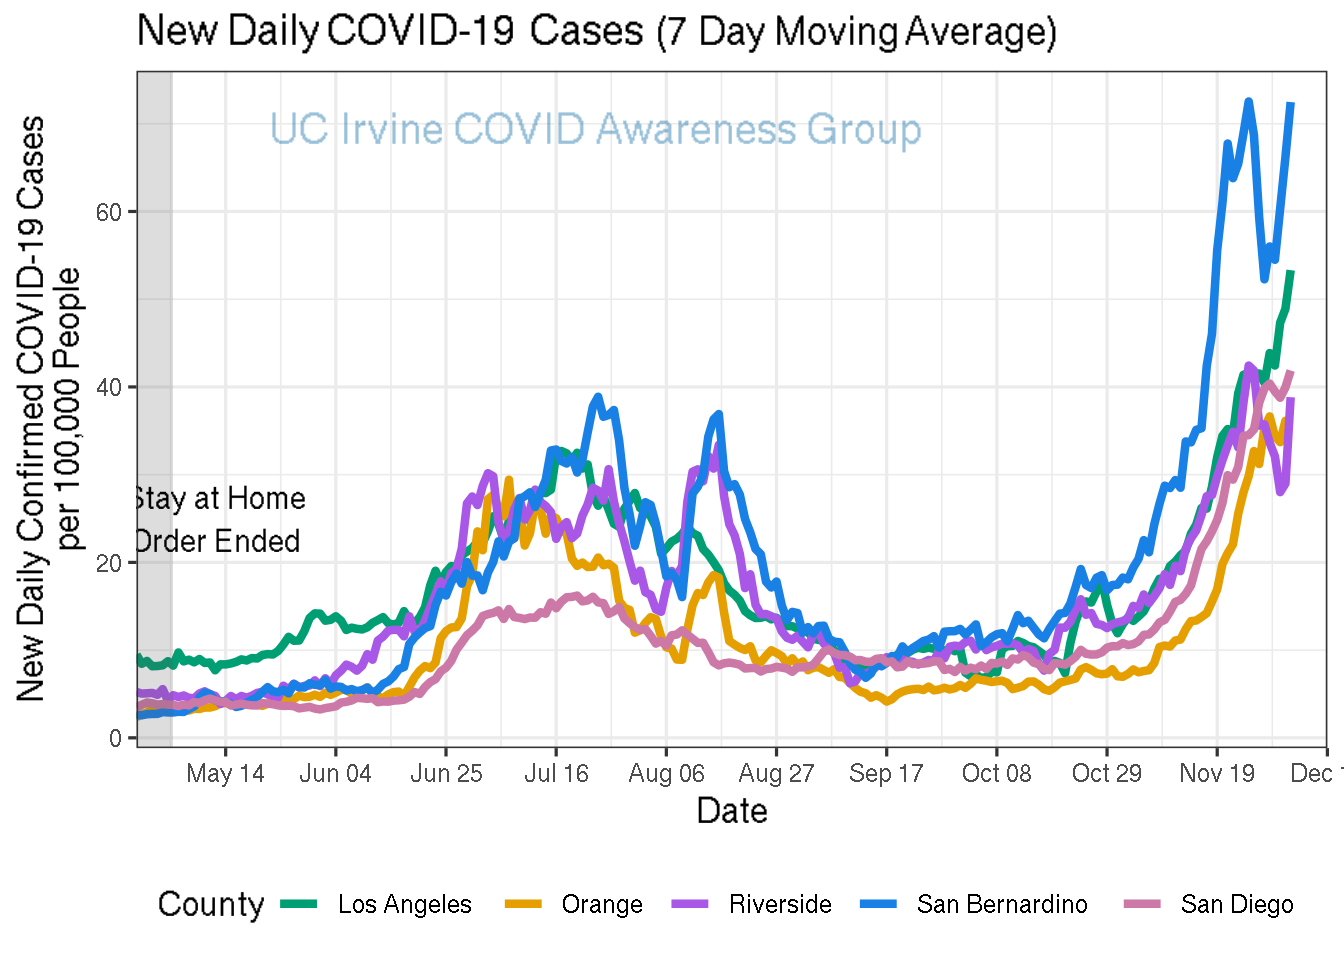 New Daily COVID-19 Cases (7 Day Moving Average)
UC Irvine COVID Awareness Group
New Daily Confirmed COVID-19 Cases
per 100,000 People
60
40
20
0
Stay at Home
Order Ended
May 14 Jun 04 Jun 25 Jul 16 Aug 06 Aug 27 Sep 17 Oct 08 Oct 29 Nov 19 Dec
Date
County Los Angeles Orange Riverside San Bernardino San Diego